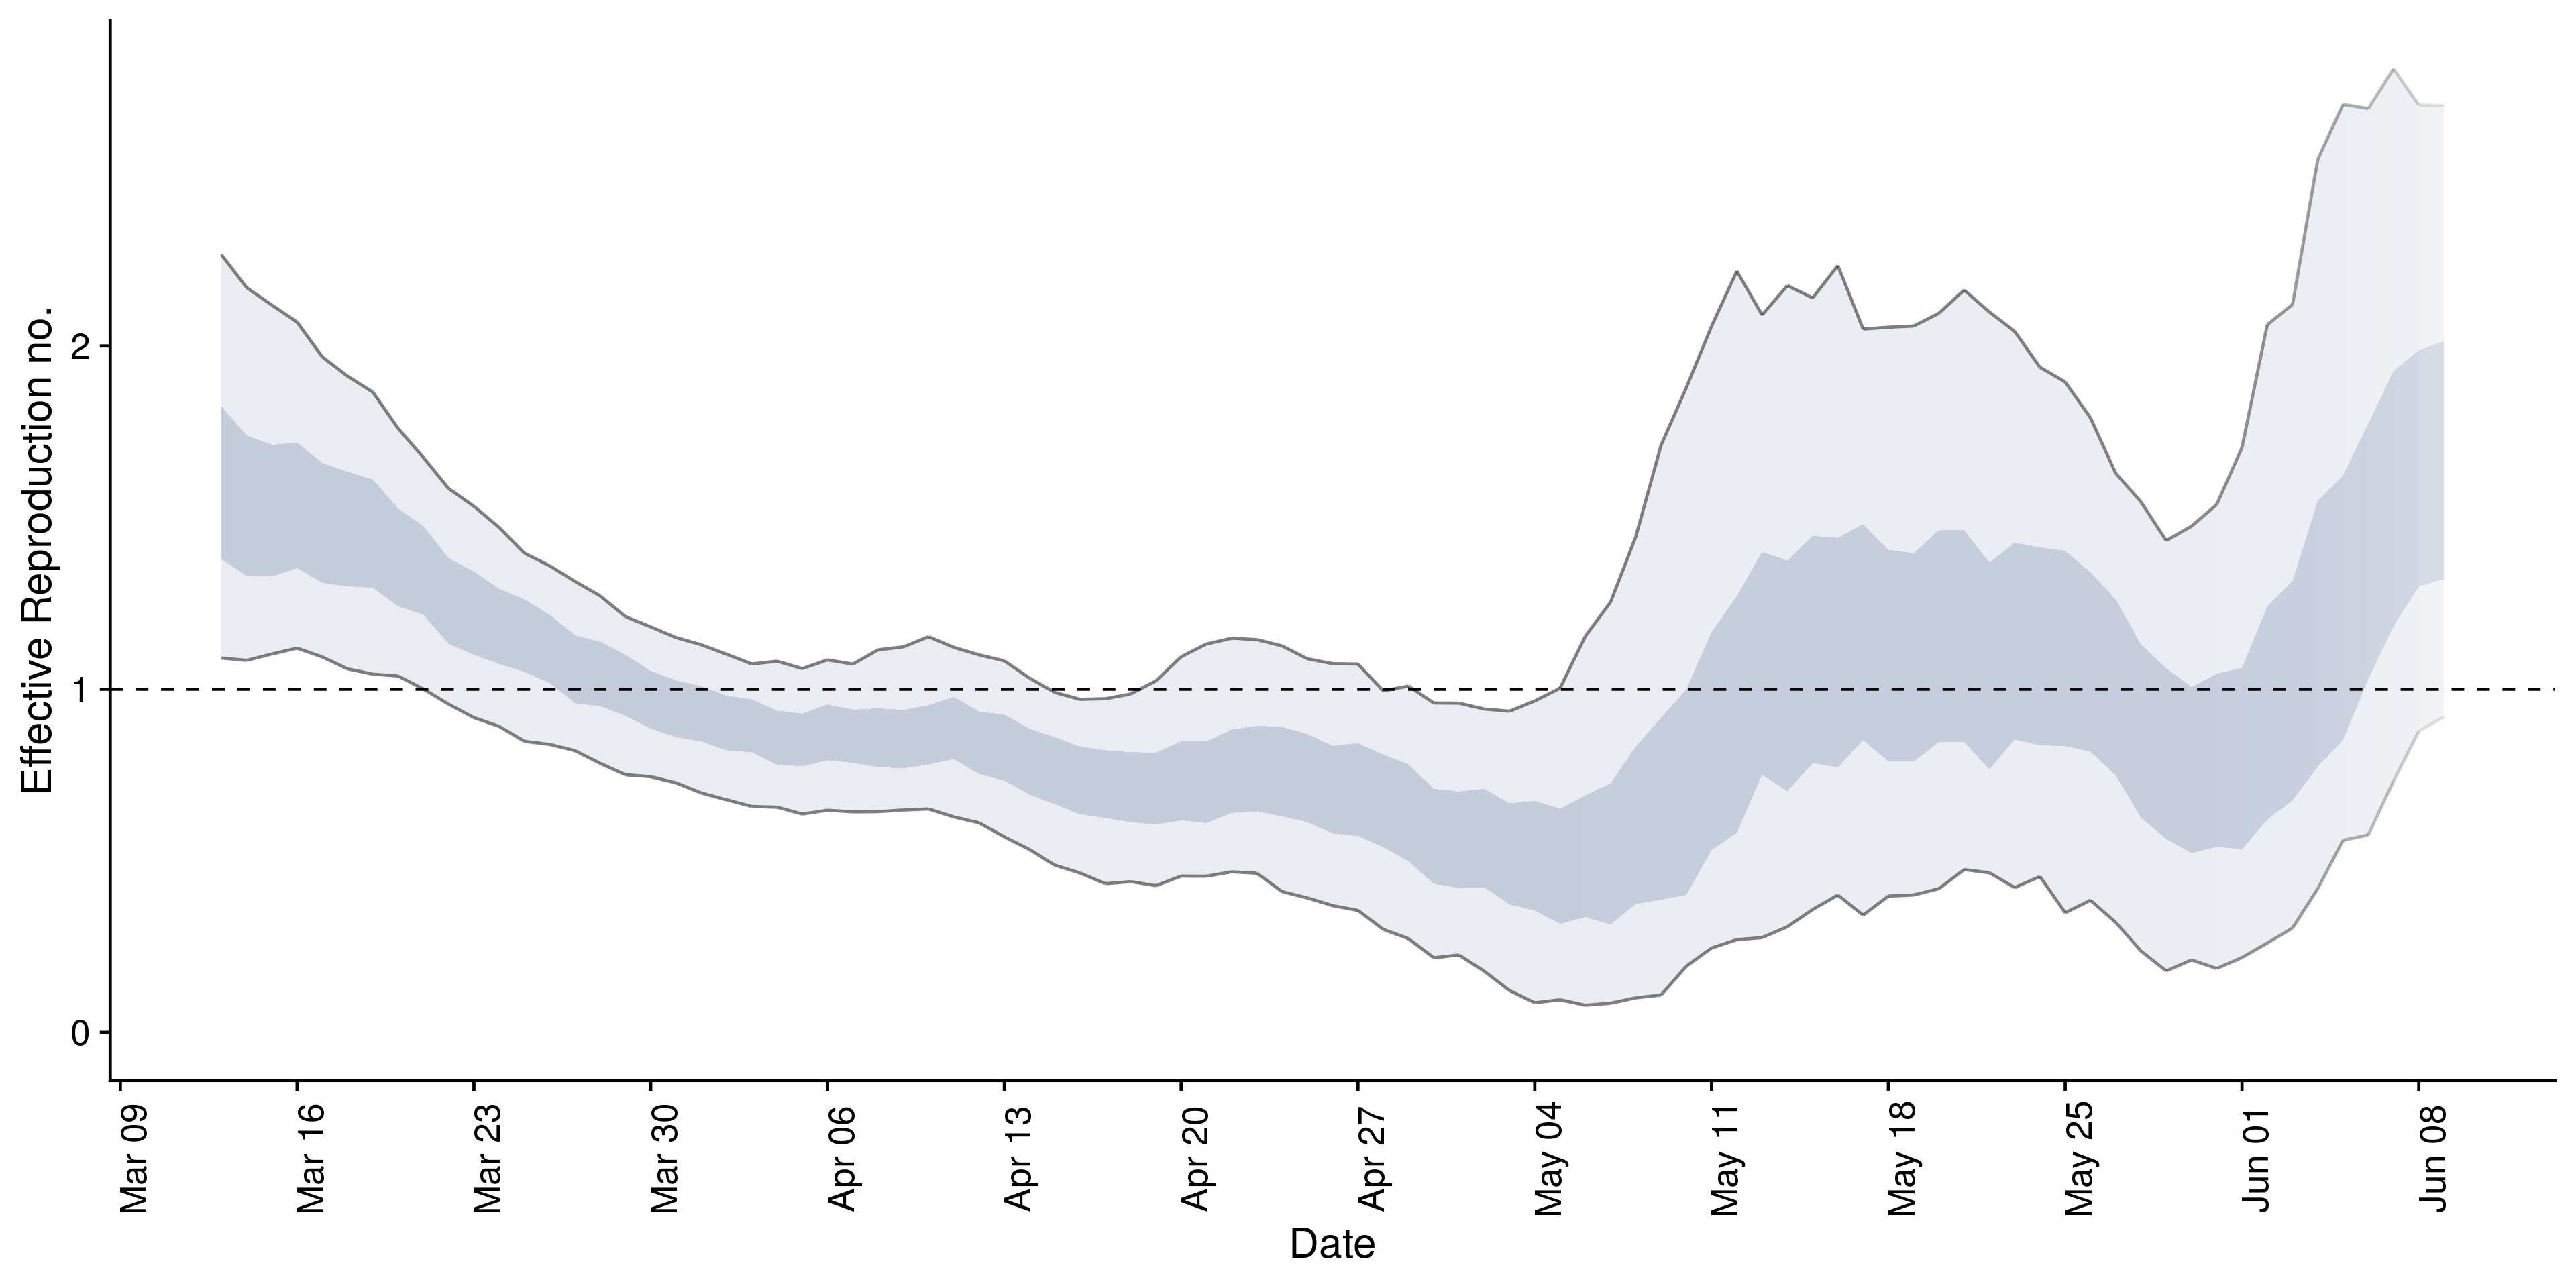 Effective Reproduction no.
2
1
0
Mar 09
Mar 16
Mar 23
Mar 30
Apr 06
Apr 13
Apr 20
Apr 27
May 04
May 11
May 18
May 25
Jun 01
Jun 08
Date